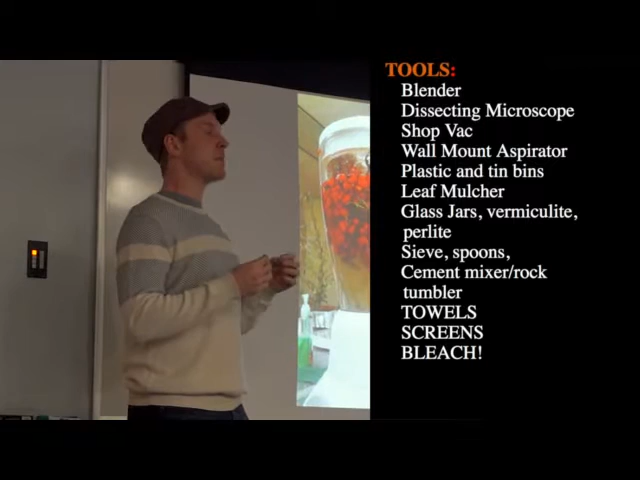 TOOLS:
Blender
Dissecting Microscope
Shop Vac
Wall Mount Aspirator
Plastic and tin bins
Leaf Mulcher
Glass Jars, vermiculite,
perlite
Sieve, spoons,
Cement mixer/rock
tumbler
TOWELS
SCREENS
BLEACH!